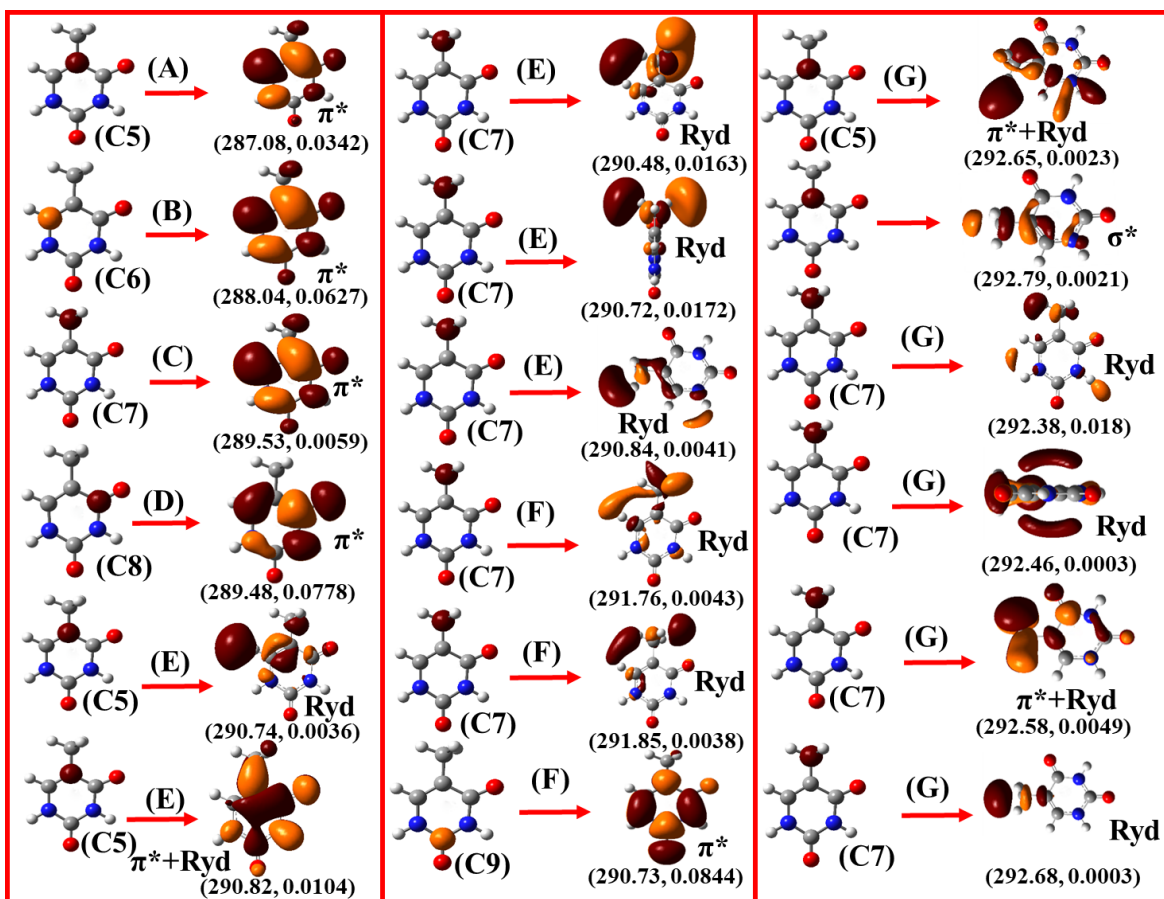 (A)
(C5)
π*
(287.08, 0.0342)
(B)
(C6)
π*
(288.04, 0.0627)
(C)
(C7)
π*
(289.53, 0.0059)
(D)
(C8)
π*
(289.48, 0.0778)
(E)
(C5)
Ryd
(290.74, 0.0036)
(E)
(C5)
π*+Ryd
(290.82, 0.0104)
(E)
(C7)
Ryd
(290.48, 0.0163)
(E)
(C7)
Ryd
(290.72, 0.0172)
(E)
(C7)
Ryd
(290.84, 0.0041)
(F)
(C7)
Ryd
(291.76, 0.0043)
(F)
(C7)
Ryd
(291.85, 0.0038)
(F)
(C9)
π*
(290.73, 0.0844)
(G)
(C5)
π*+Ryd
(292.65, 0.0023)
σ*
(292.79, 0.0021)
(G)
(C7)
Ryd
(292.38, 0.018)
(G)
(C7)
Ryd
(292.46, 0.0003)
(G)
(C7)
π*+Ryd
(292.58, 0.0049)
(G)
(C7)
Ryd
(292.68, 0.0003)